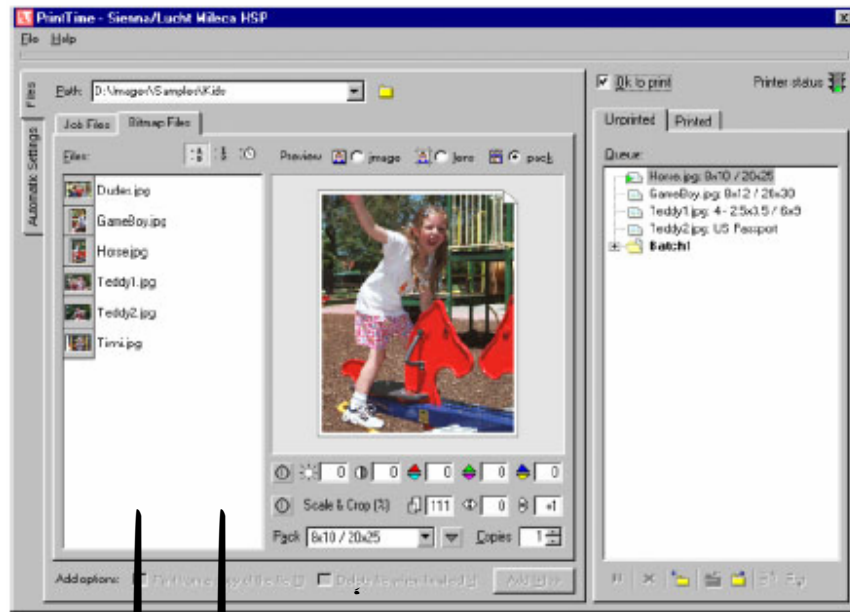 PrintTime - Sienna/Lucht Mileca HSP
File Help
Files
Automatic Settings
Path: D:\Images\Samples\Kids
Job Files Bitmap Files
Files:
Preview image lens pack
Dudes.jpg
GameBoy.jpg
Horse.jpg
Teddy1.jpg
Teddy2.jpg
Timi.jpg
0 0 0 0 0
Scale & Crop (%) 111 0 +1
Pack 8x10 / 20x25 Copies 1
Add options:
Ok to print Printer status
Unprinted Printed
Queue:
Horse.jpg: 8x10 / 20x25
GameBoy.jpg: 8x12 / 20x30
Teddy1.jpg: 4 - 2.5x3.5 / 6x9
Teddy2.jpg: US Passport
Batch1